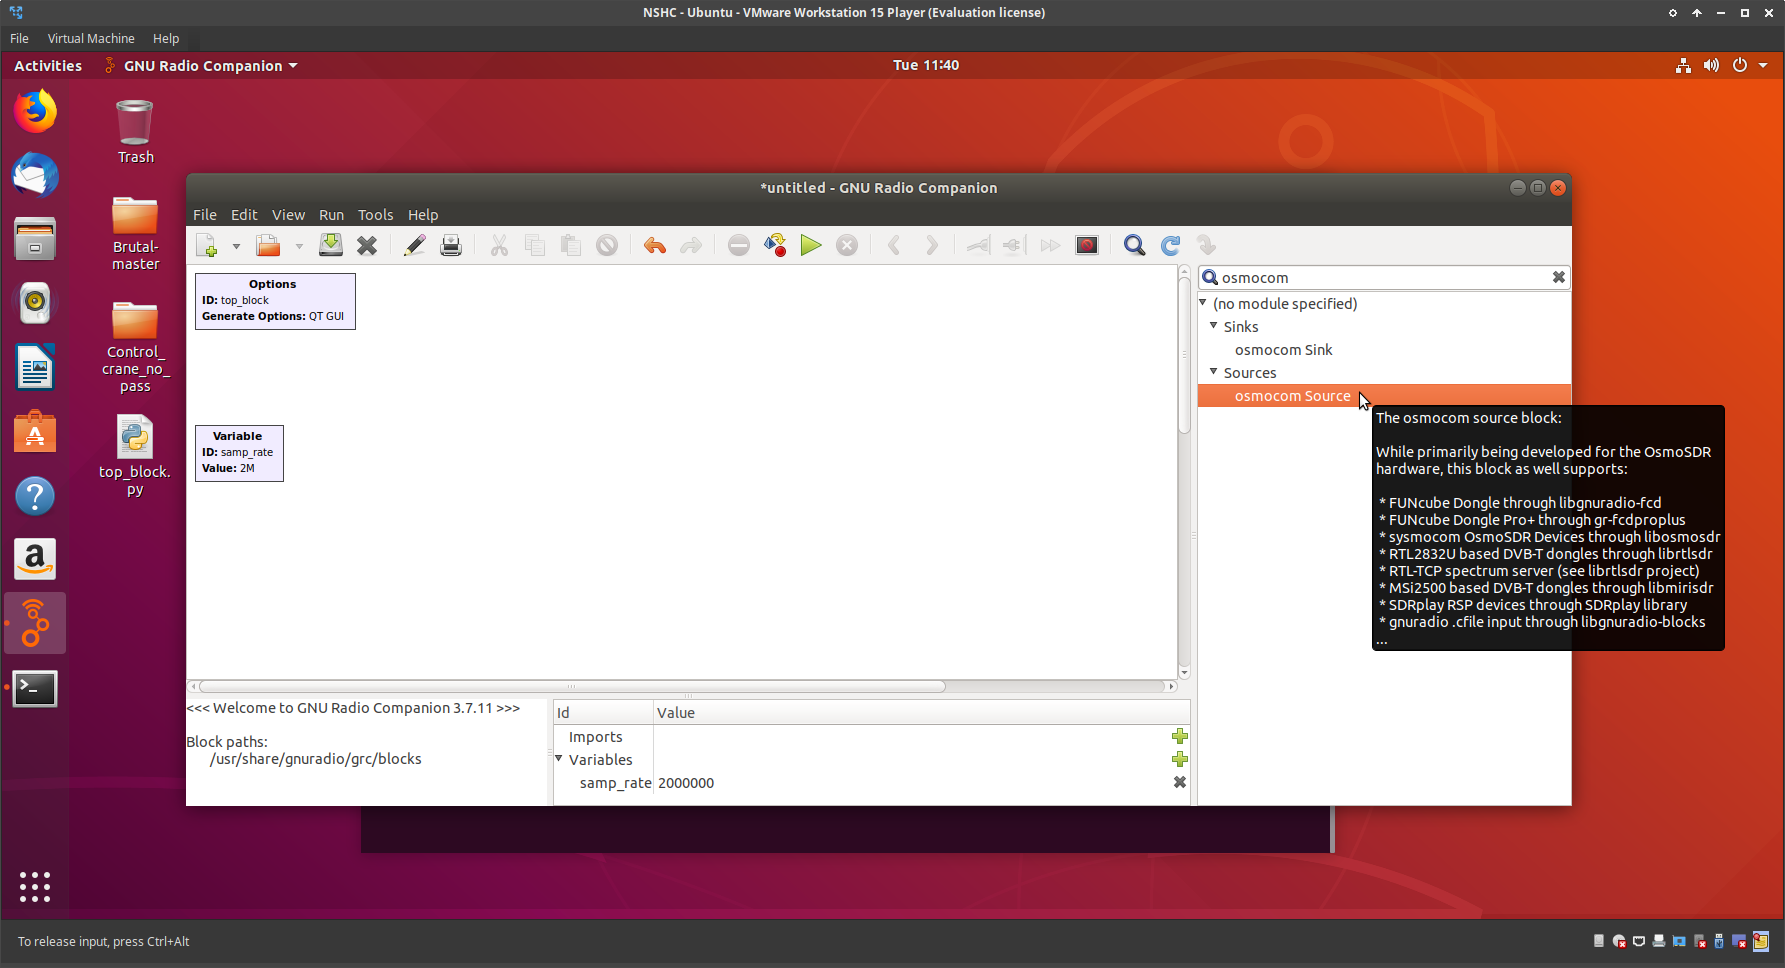 NSHC - Ubuntu - VMware Workstation 15 Player (Evaluation license)
File Virtual Machine Help
Activities GNU Radio Companion Tue 11:40
Trash
Brutal-
master
Control_
crane_no_
pass
top_block.
py
*untitled - GNU Radio Companion
File Edit View Run Tools Help
Options
ID: top_block
Generate Options: QT GUI
Variable
ID: samp_rate
Value: 2M
osmocom
(no module specified)
Sinks
osmocom Sink
Sources
osmocom Source
The osmocom source block:
While primarily being developed for the OsmoSDR
hardware, this block as well supports:
* FUNcube Dongle through libgnuradio-fcd
* FUNcube Dongle Pro+ through gr-fcdproplus
* sysmocom OsmoSDR Devices through libosmosdr
* RTL2832U based DVB-T dongles through librtlsdr
* RTL-TCP spectrum server (see librtlsdr project)
* MSi2500 based DVB-T dongles through libmirisdr
* SDRplay RSP devices through SDRplay library
* gnuradio .cfile input through libgnuradio-blocks
...
<<< Welcome to GNU Radio Companion 3.7.11 >>>
Block paths:
/usr/share/gnuradio/grc/blocks
Id Value
Imports
Variables
samp_rate 2000000
To release input, press Ctrl+Alt